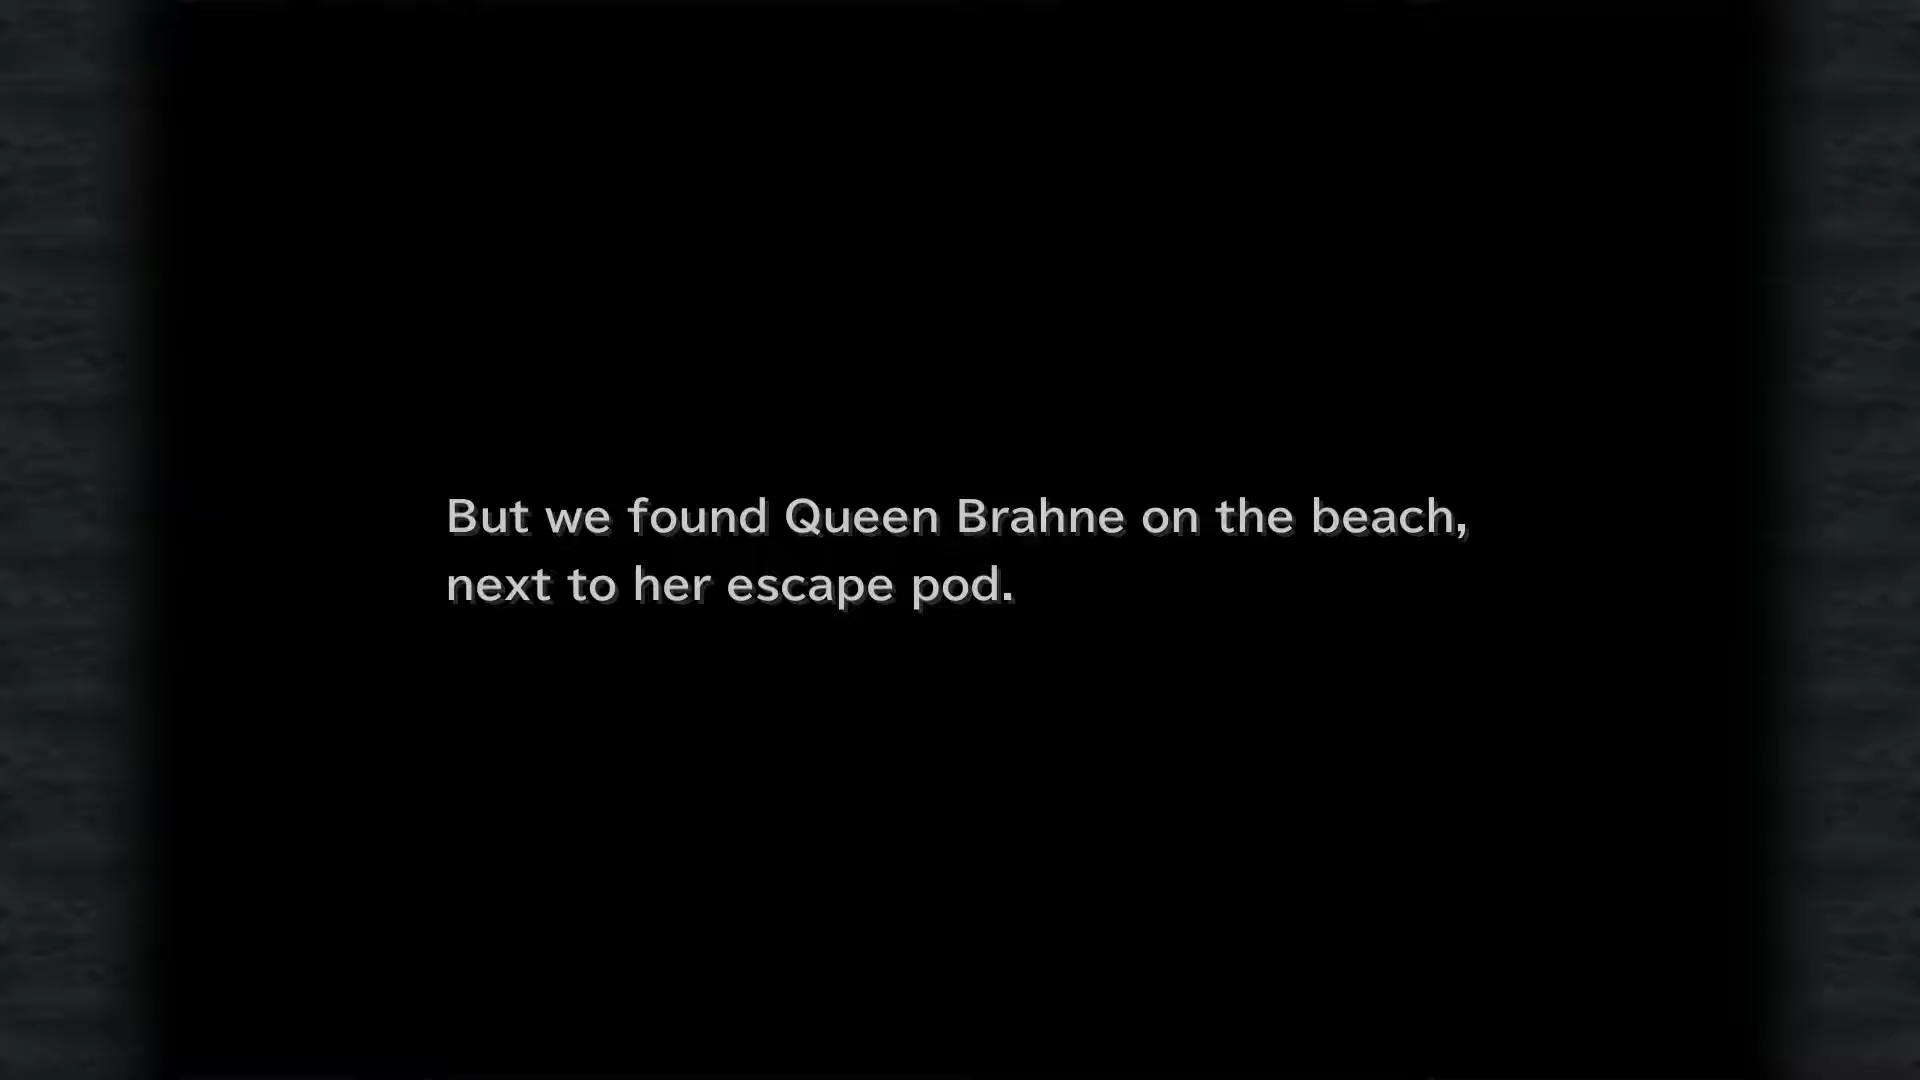 But we found Queen Brahne on the beach,
next to her escape pod.